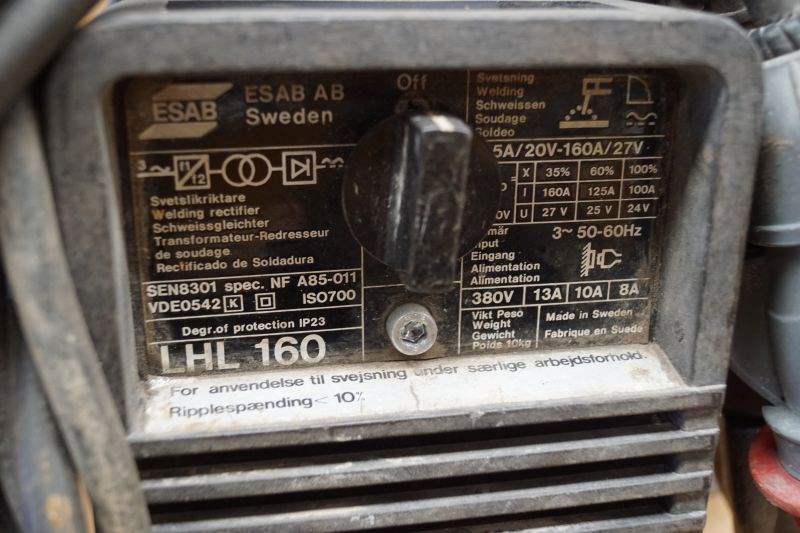 ESAB
ESAB AB
Sweden
Off
Svetsning
Welding
Schweissen
Soudage
Soldeo
5A/20V-160A/27V
X 35% 60% 100%
I 160A 125A 100A
U 27 V 25 V 24 V
3~ 50-60Hz
Eingang
Alimentation
Alimentation
380V 13A 10A 8A
Vikt Peso
Weight
Gewicht
Poids 10kg
Made in Sweden
Fabrique en Suede
3~ f1
f2
Svetslikriktare
Welding rectifier
Schweissgleichter
Transformateur-Redresseur
de soudage
Rectificado de Soldadura
SEN8301 spec. NF A85-011
VDE0542 K ISO700
Degr.of protection IP23
LHL 160
For anvendelse til svejsning under særlige arbejdsforhold.
Ripplespænding < 10%